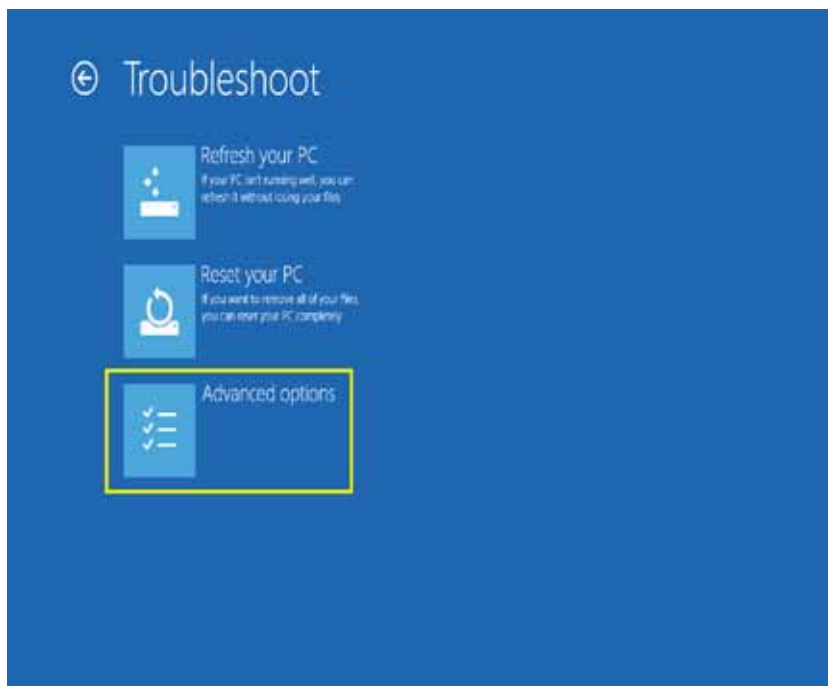 Troubleshoot
Refresh your PC
If your PC isn't running well, you can
refresh it without losing your files
Reset your PC
If you want to remove all of your files,
you can reset your PC completely
Advanced options